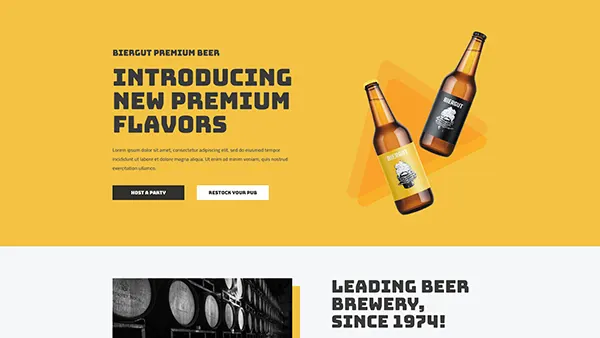 BIERGUT PREMIUM BEER
INTRODUCING
NEW PREMIUM
FLAVORS
Lorem ipsum dolor sit amet, consectetur adipiscing elit, sed do eiusmod tempor
incididunt ut labore et dolore magna aliqua. Ut enim ad minim veniam, quis nostrud
exercitation ullamco.
HOST A PARTY
RESTOCK YOUR PUB
BIERGUT
BIERGUT
LEADING BEER
BREWERY,
SINCE 1974!